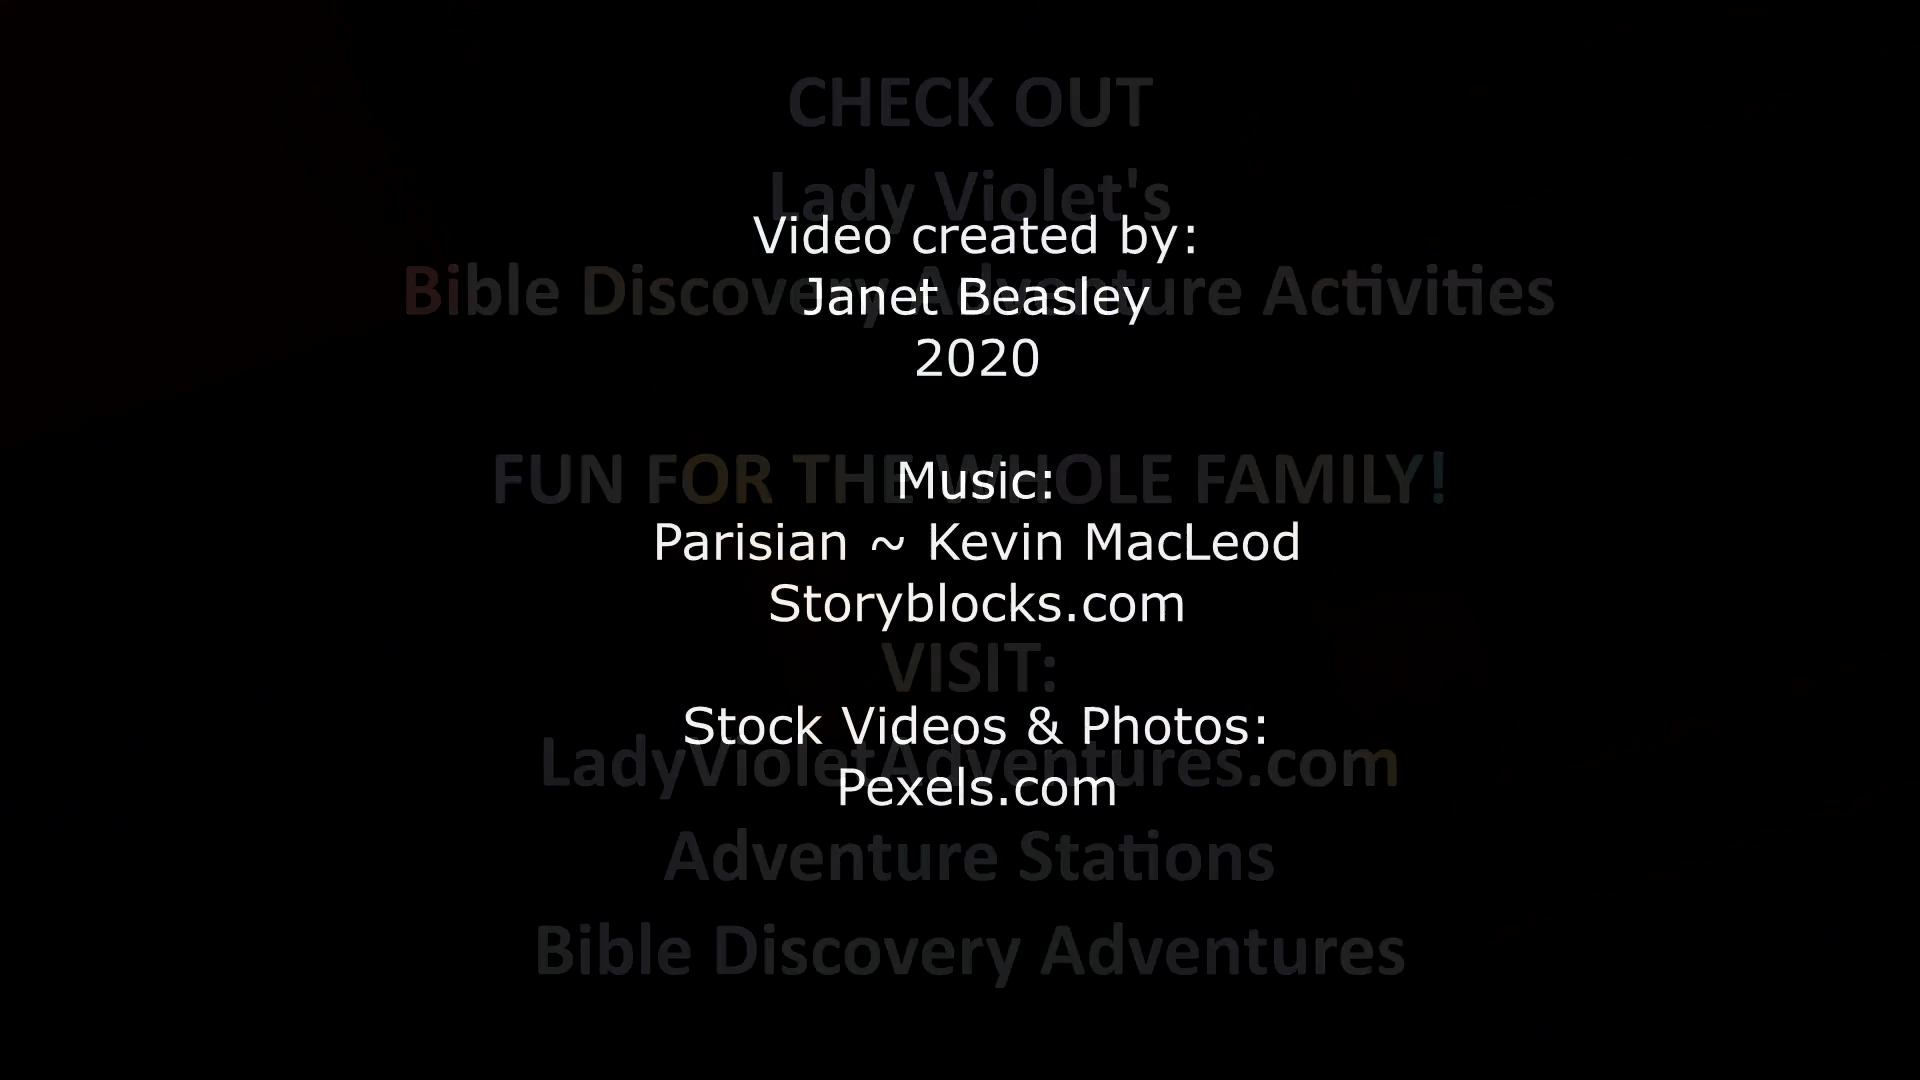 CHECK OUT
Lady Violet's
Video created by:
Bible Discovery Adventure Activities
Janet Beasley
2020
FUN FOR THE WHOLE FAMILY!
Music:
Parisian ~ Kevin MacLeod
Storyblocks.com
VISIT:
Stock Videos & Photos:
LadyVioletAdventures.com
Pexels.com
Adventure Stations
Bible Discovery Adventures